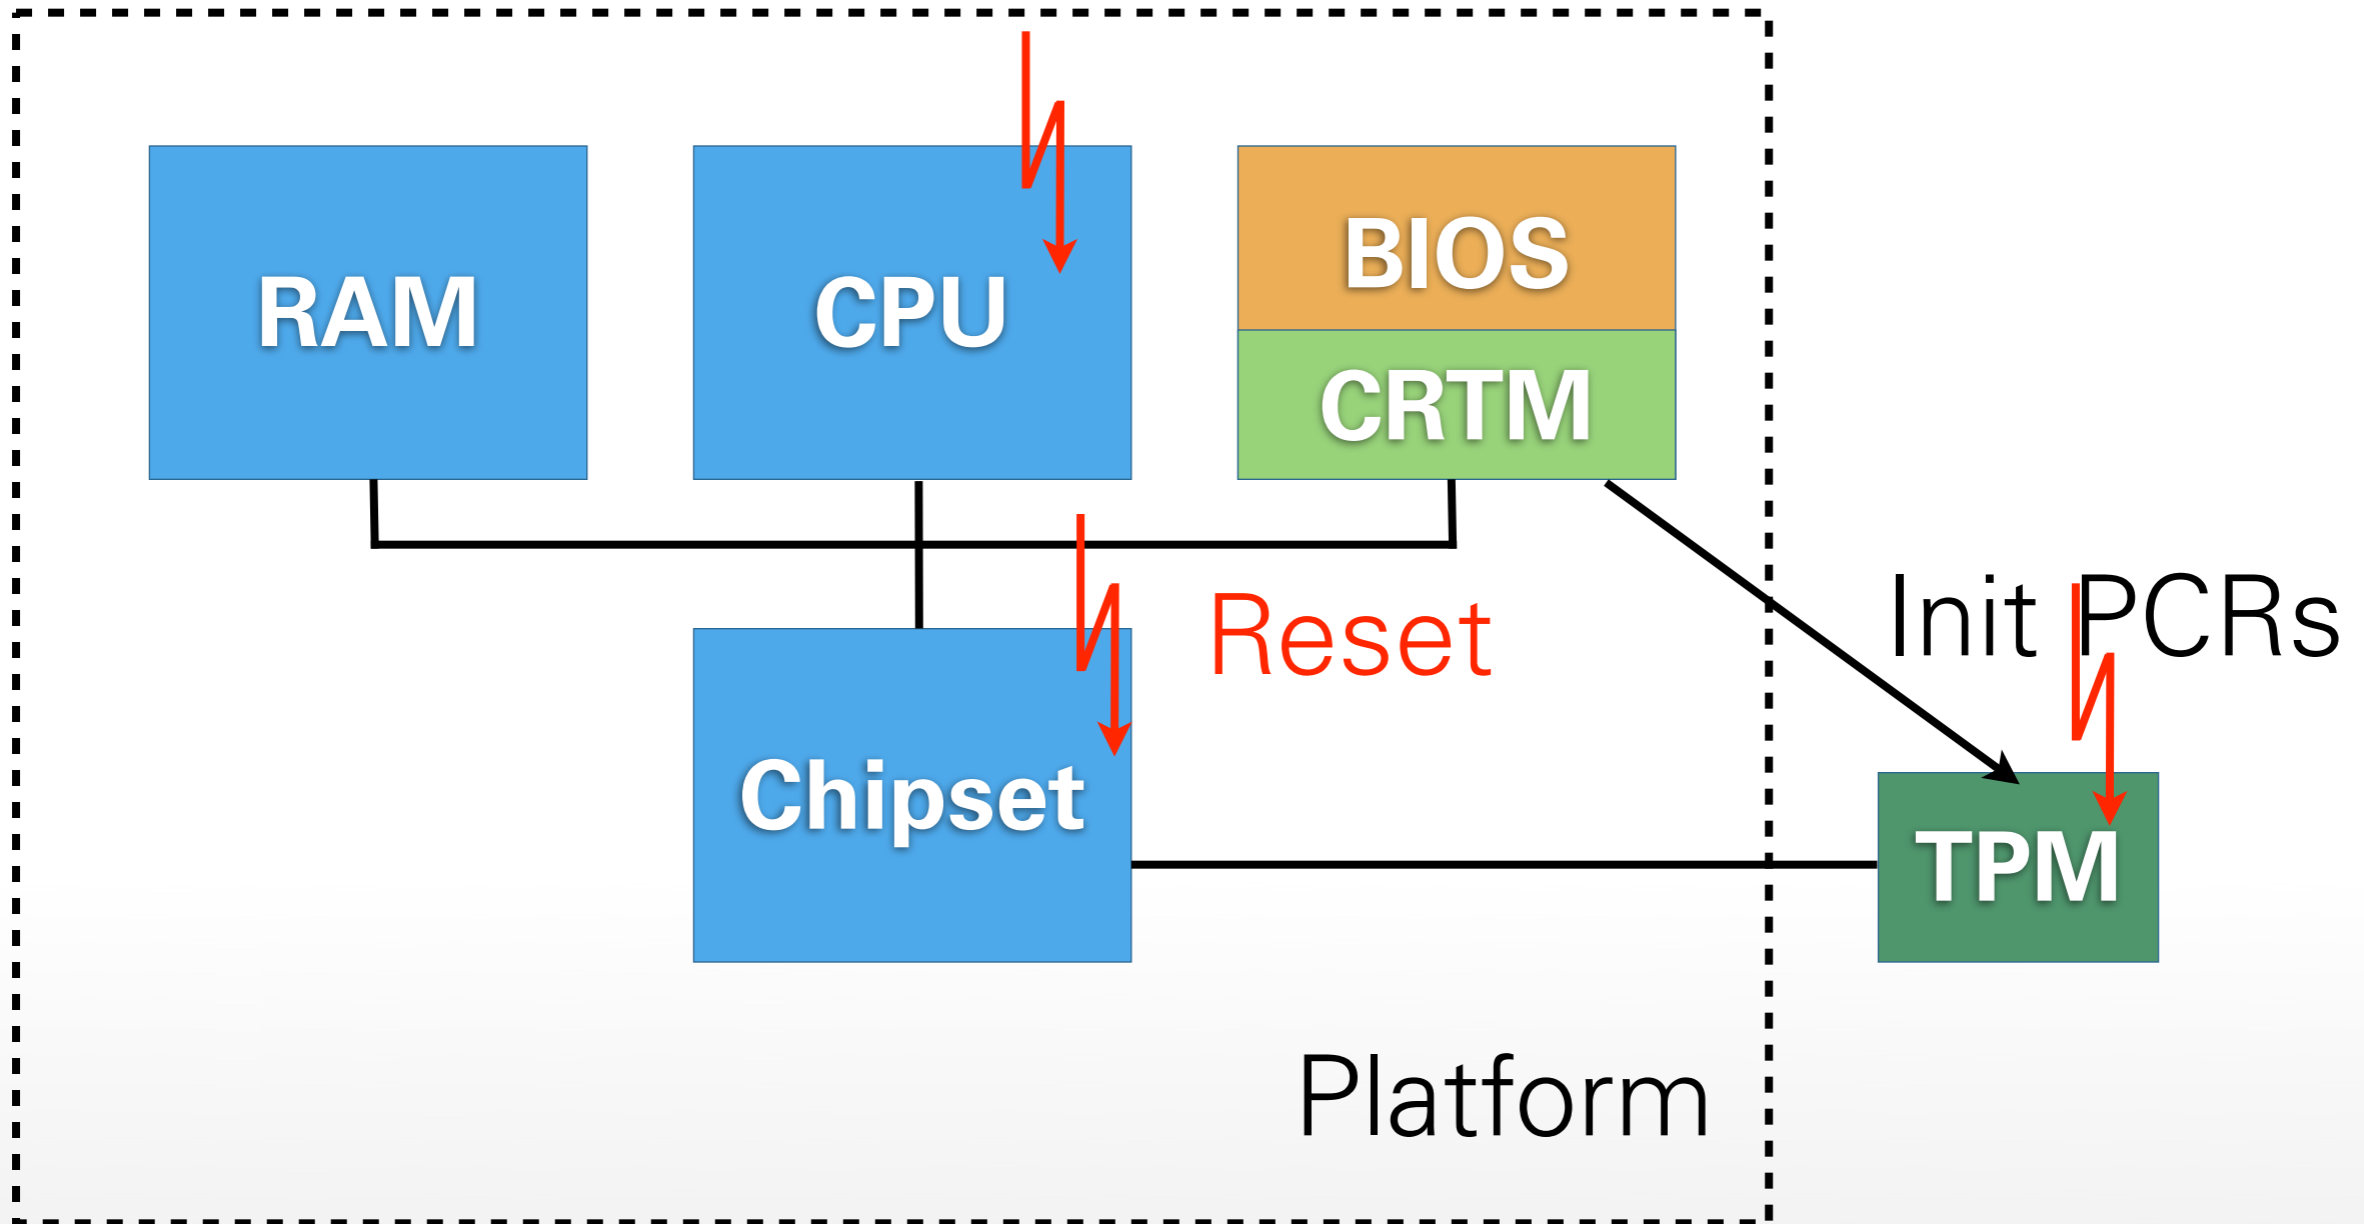 RAM
CPU
BIOS
CRTM
Reset
Init PCRs
Chipset
TPM
Platform